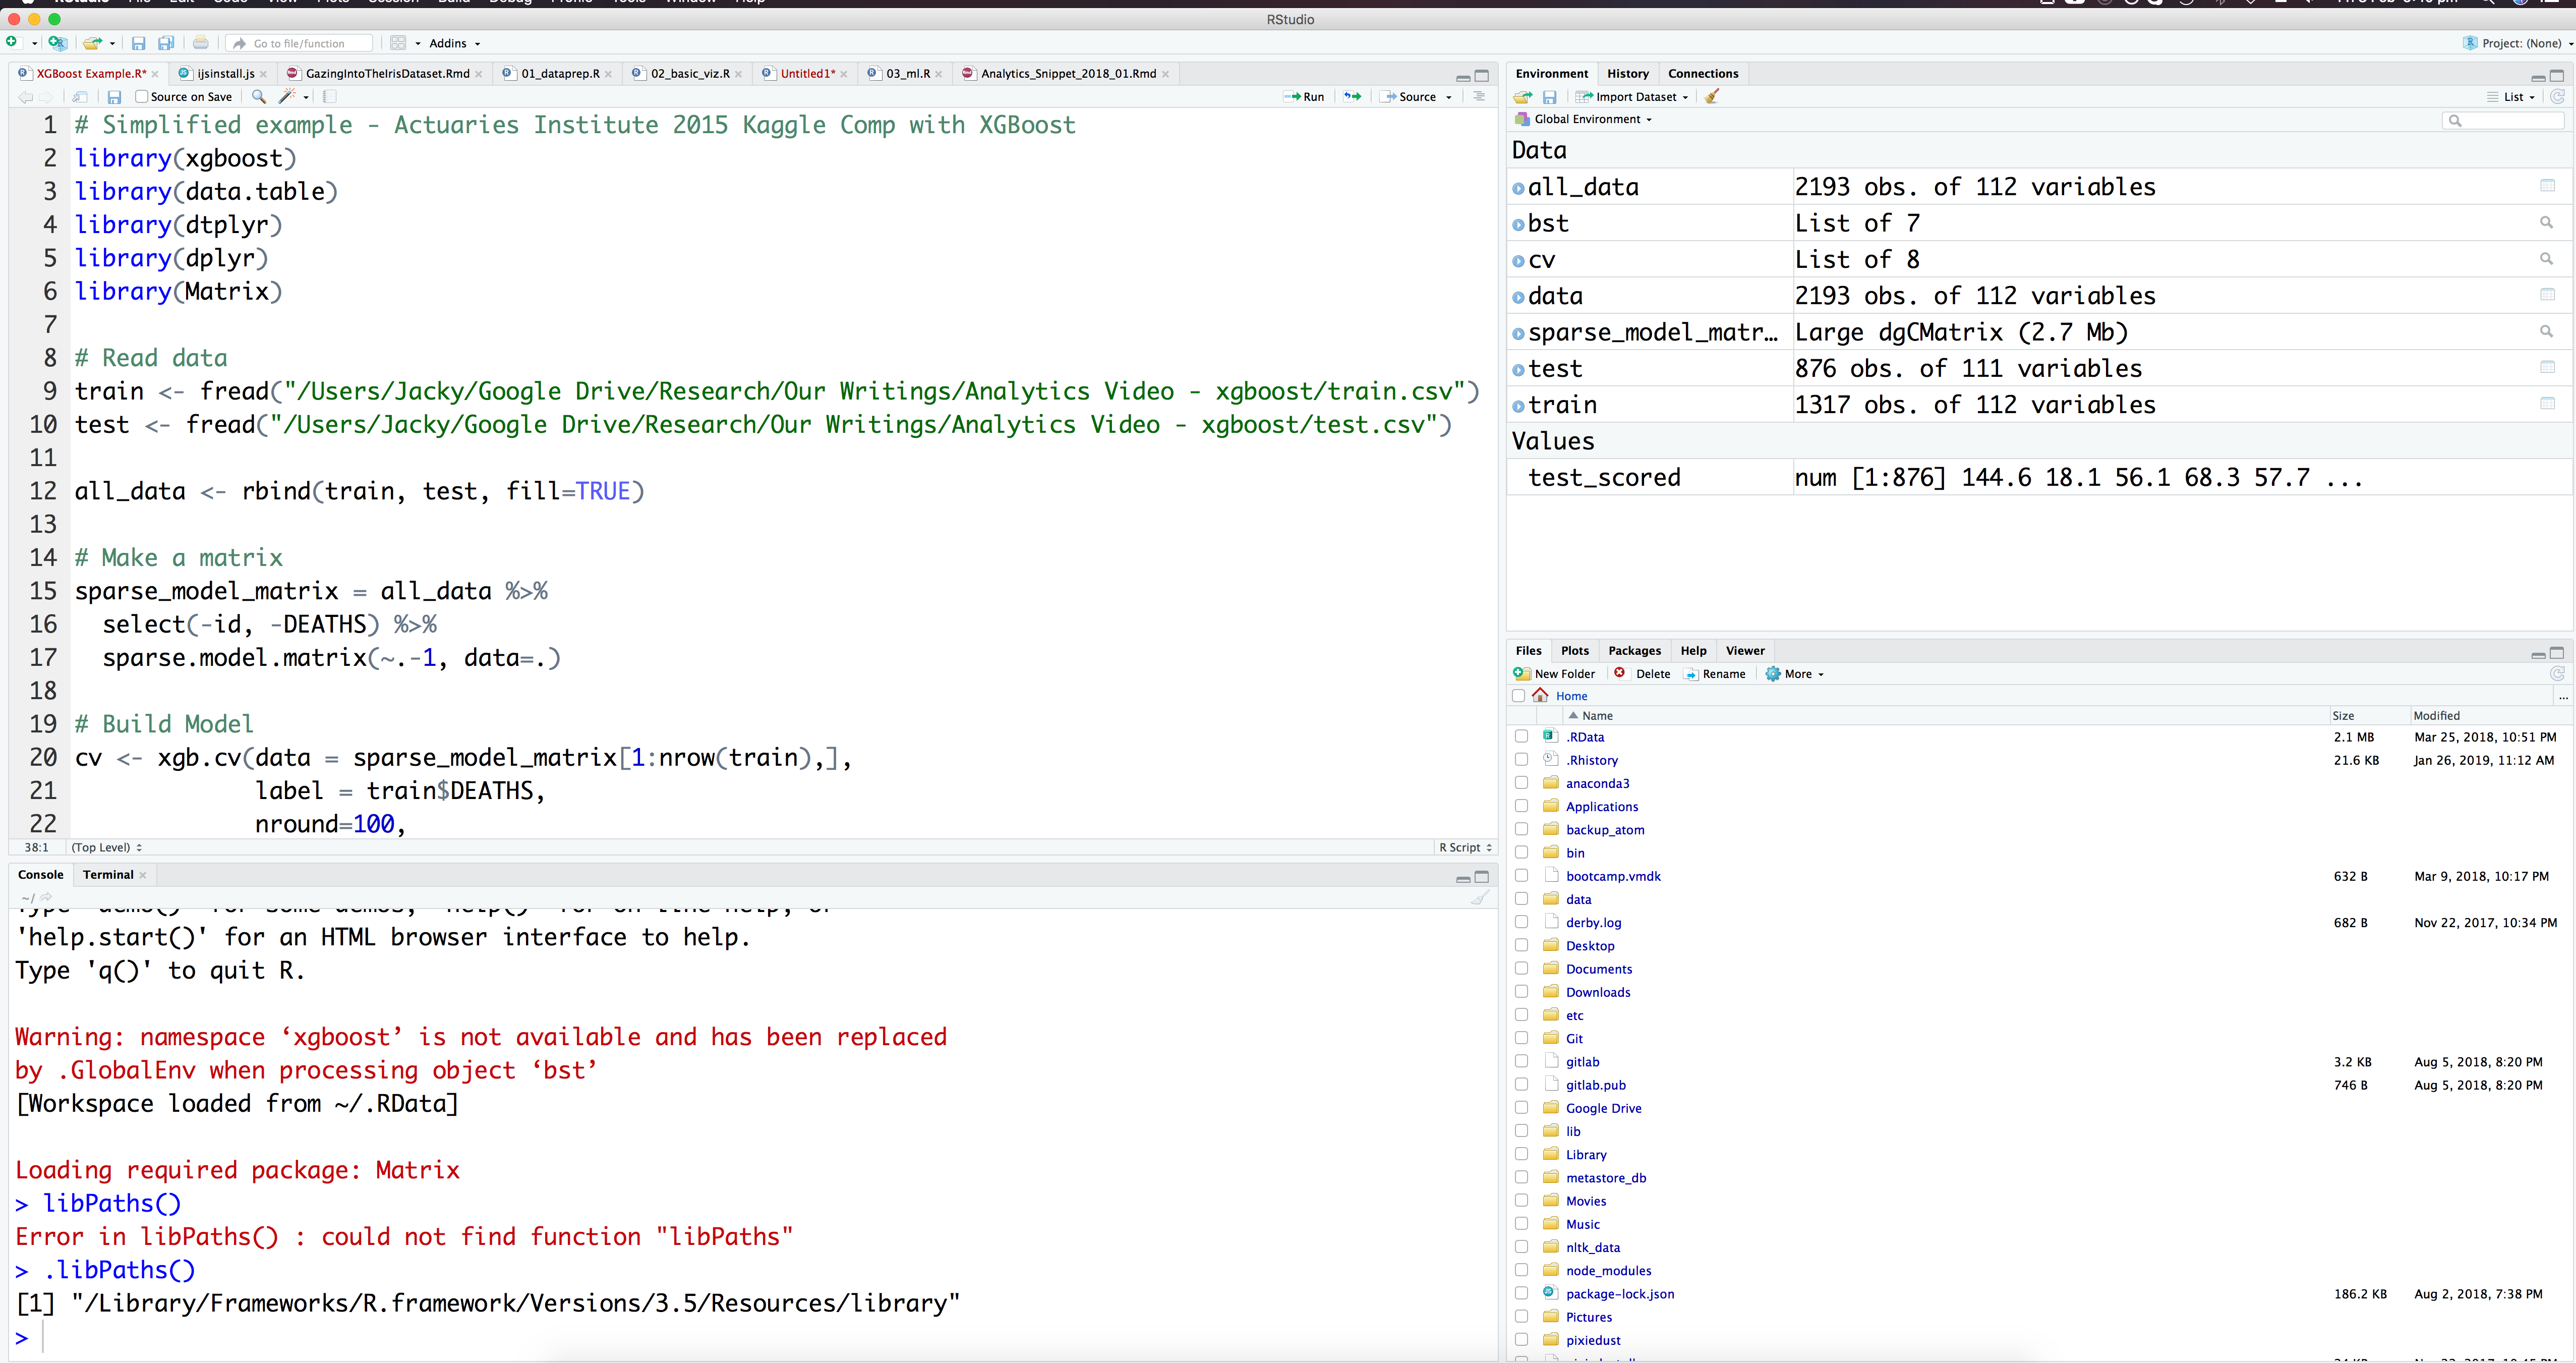 RStudio
Go to file/function
Addins
Project: (None)
XGBoost Example.R*
ijsinstall.js
GazingIntoTheIrisDataset.Rmd
01_dataprep.R
02_basic_viz.R
Untitled1*
03_ml.R
Analytics_Snippet_2018_01.Rmd
Source on Save
Run
Source
1 # Simplified example - Actuaries Institute 2015 Kaggle Comp with XGBoost
2 library(xgboost)
3 library(data.table)
4 library(dtplyr)
5 library(dplyr)
6 library(Matrix)
7
8 # Read data
9 train <- fread("/Users/Jacky/Google Drive/Research/Our Writings/Analytics Video - xgboost/train.csv")
10 test <- fread("/Users/Jacky/Google Drive/Research/Our Writings/Analytics Video - xgboost/test.csv")
11
12 all_data <- rbind(train, test, fill=TRUE)
13
14 # Make a matrix
15 sparse_model_matrix = all_data %>%
16 select(-id, -DEATHS) %>%
17 sparse.model.matrix(~.-1, data=.)
18
19 # Build Model
20 cv <- xgb.cv(data = sparse_model_matrix[1:nrow(train),],
21 label = train$DEATHS,
22 nround=100,
38:1 (Top Level) R Script
Console Terminal
~/
'help.start()' for an HTML browser interface to help.
Type 'q()' to quit R.
Warning: namespace ‘xgboost’ is not available and has been replaced
by .GlobalEnv when processing object ‘bst’
[Workspace loaded from ~/.RData]
Loading required package: Matrix
> libPaths()
Error in libPaths() : could not find function "libPaths"
> .libPaths()
[1] "/Library/Frameworks/R.framework/Versions/3.5/Resources/library"
>
Environment History Connections
Import Dataset
List
Global Environment
Data
all_data 2193 obs. of 112 variables
bst List of 7
cv List of 8
data 2193 obs. of 112 variables
sparse_model_matr... Large dgCMatrix (2.7 Mb)
test 876 obs. of 111 variables
train 1317 obs. of 112 variables
Values
test_scored num [1:876] 144.6 18.1 56.1 68.3 57.7 ...
Files Plots Packages Help Viewer
New Folder Delete Rename More
Home ...
Name Size Modified
.RData 2.1 MB Mar 25, 2018, 10:51 PM
.Rhistory 21.6 KB Jan 26, 2019, 11:12 AM
anaconda3
Applications
backup_atom
bin
bootcamp.vmdk 632 B Mar 9, 2018, 10:17 PM
data
derby.log 682 B Nov 22, 2017, 10:34 PM
Desktop
Documents
Downloads
etc
Git
gitlab 3.2 KB Aug 5, 2018, 8:20 PM
gitlab.pub 746 B Aug 5, 2018, 8:20 PM
Google Drive
lib
Library
metastore_db
Movies
Music
nltk_data
node_modules
package-lock.json 186.2 KB Aug 2, 2018, 7:38 PM
Pictures
pixiedust